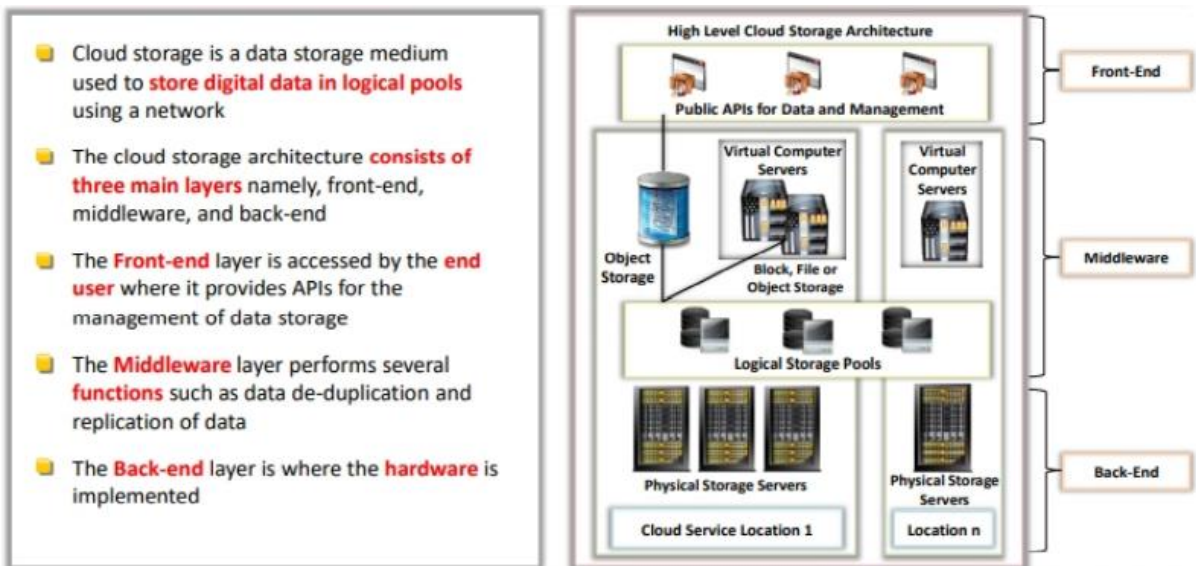 Cloud storage is a data storage medium
used to store digital data in logical pools
using a network
The cloud storage architecture consists of
three main layers namely, front-end,
middleware, and back-end
The Front-end layer is accessed by the end
user where it provides APIs for the
management of data storage
The Middleware layer performs several
functions such as data de-duplication and
replication of data
The Back-end layer is where the hardware is
implemented
High Level Cloud Storage Architecture
Public APIs for Data and Management
Front-End
Object
Storage
Virtual Computer
Servers
Block, File or
Object Storage
Virtual
Computer
Servers
Logical Storage Pools
Middleware
Physical Storage Servers
Cloud Service Location 1
Physical Storage
Servers
Location n
Back-End